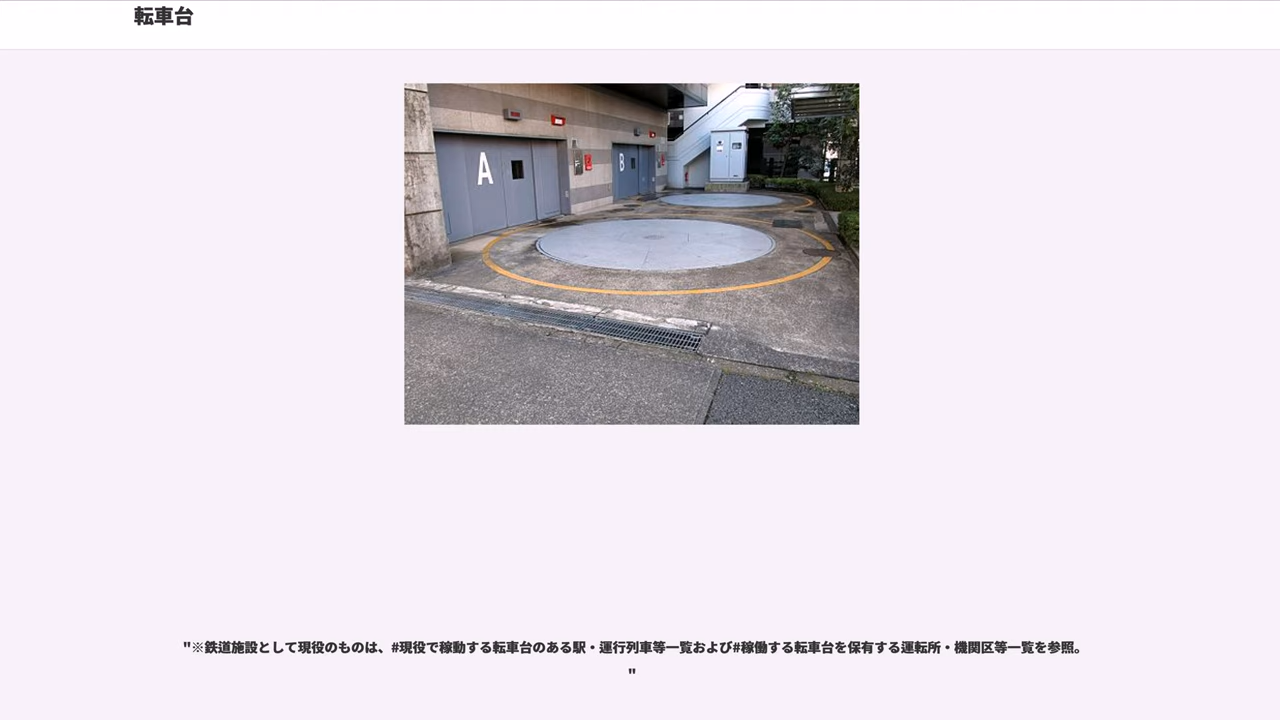 転車台
A
B
"※鉄道施設として現役のものは、#現役で稼動する転車台のある駅・運行列車等一覧および#稼働する転車台を保有する運転所・機関区等一覧を参照。
"